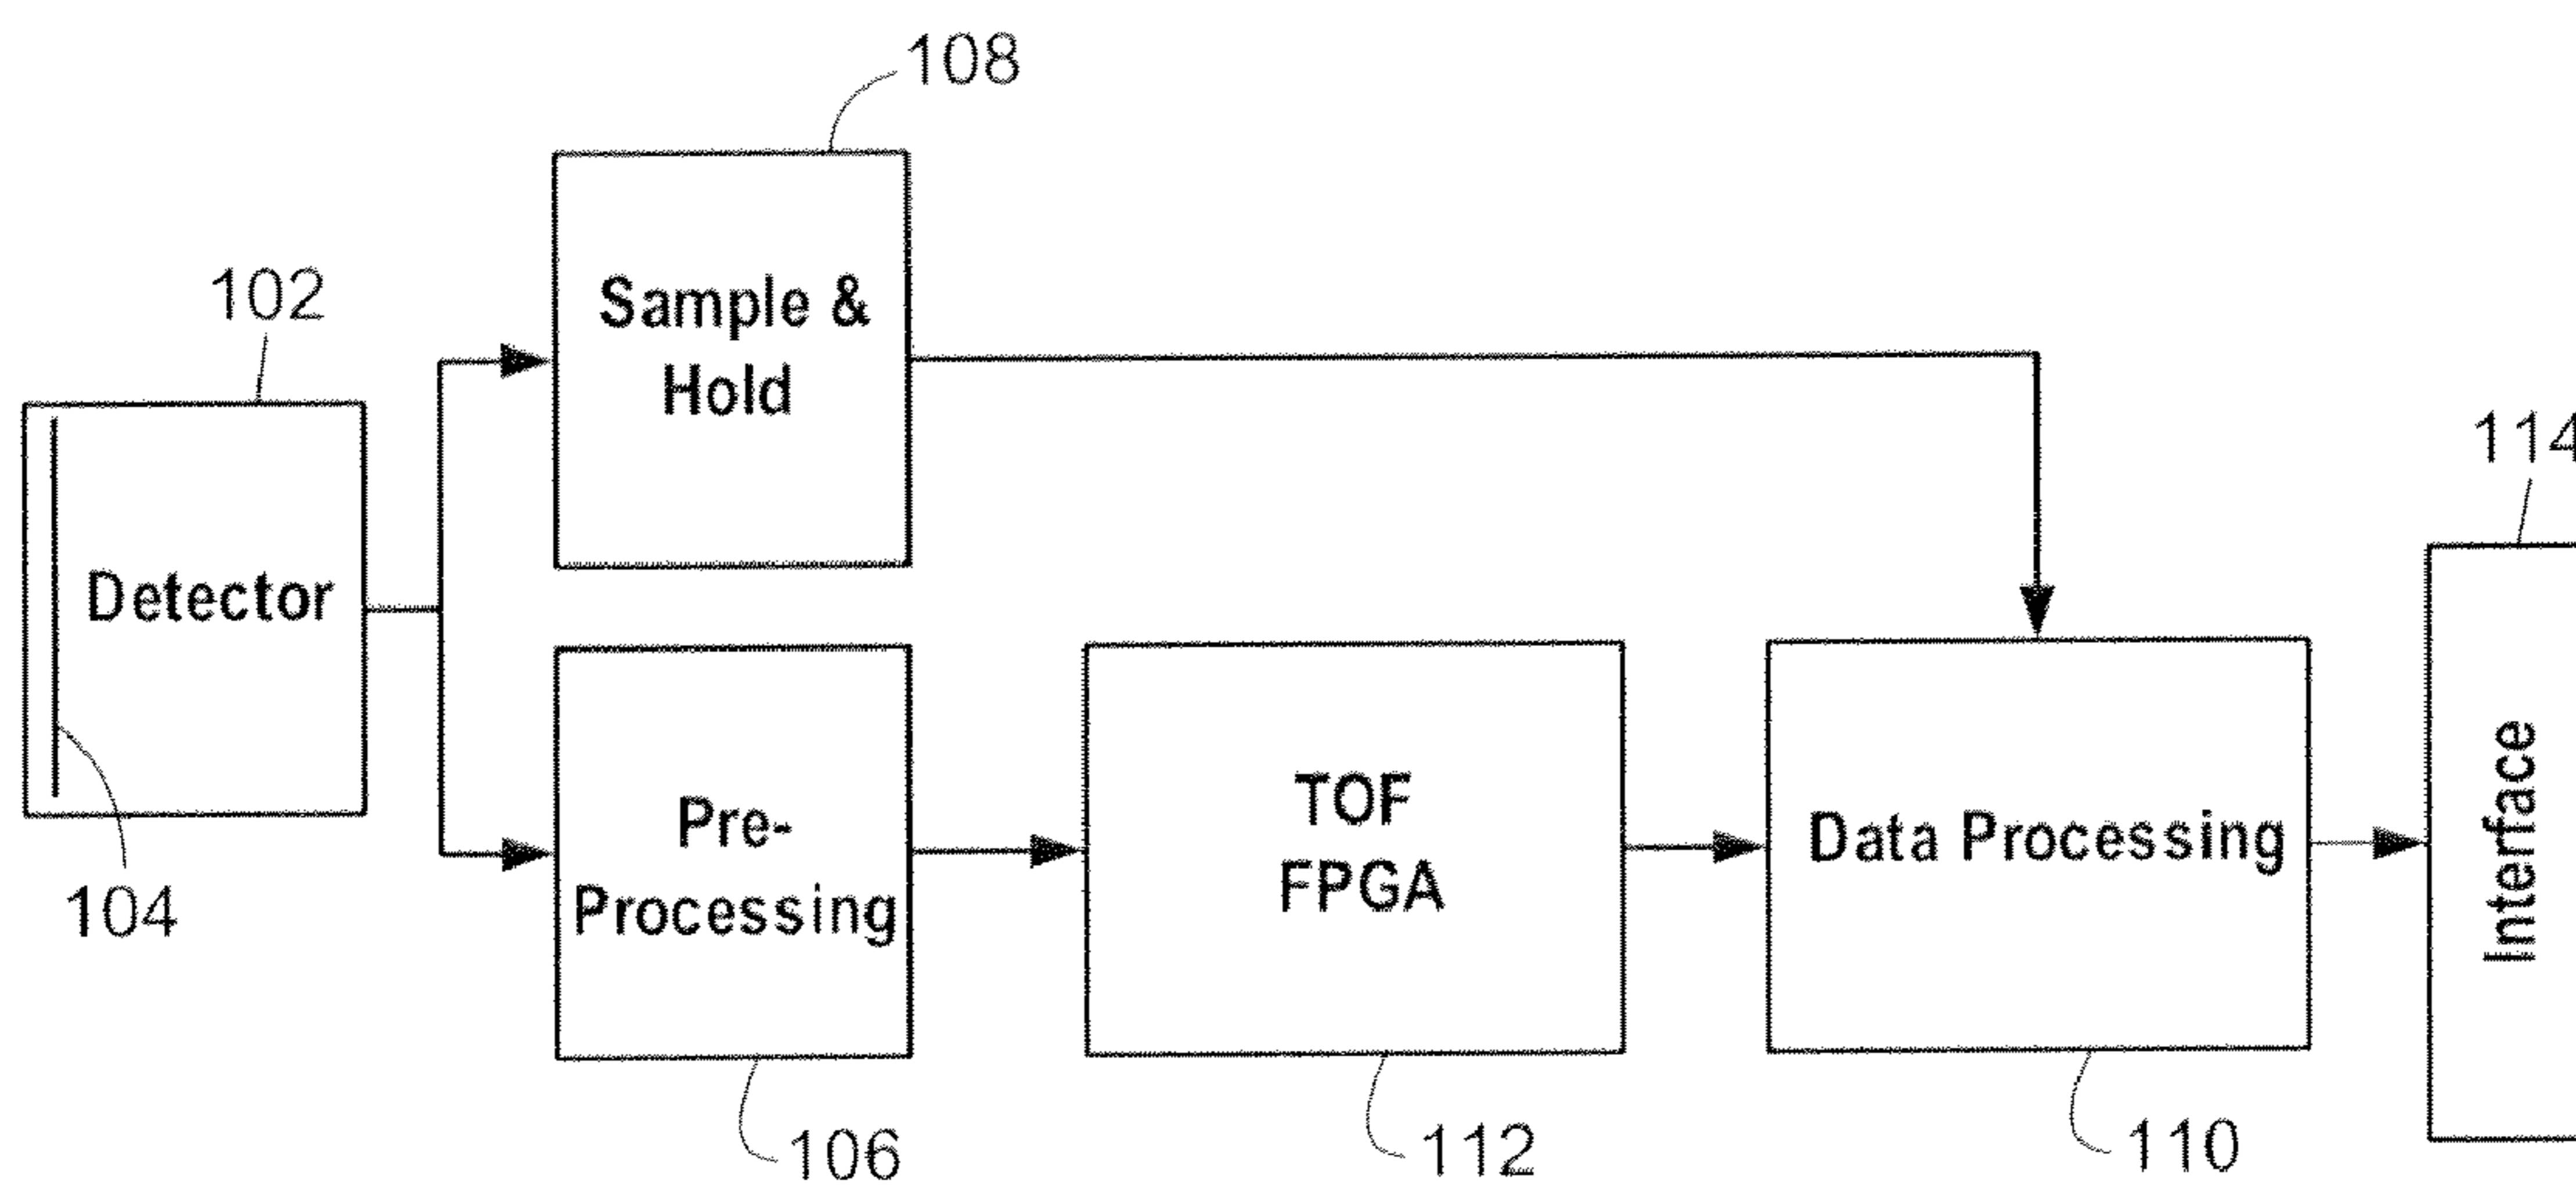 108
102
Sample &
Hold
114
Detector
Pre-
Processing
TOF
FPGA
Data Processing
Interface
104
106
112
110